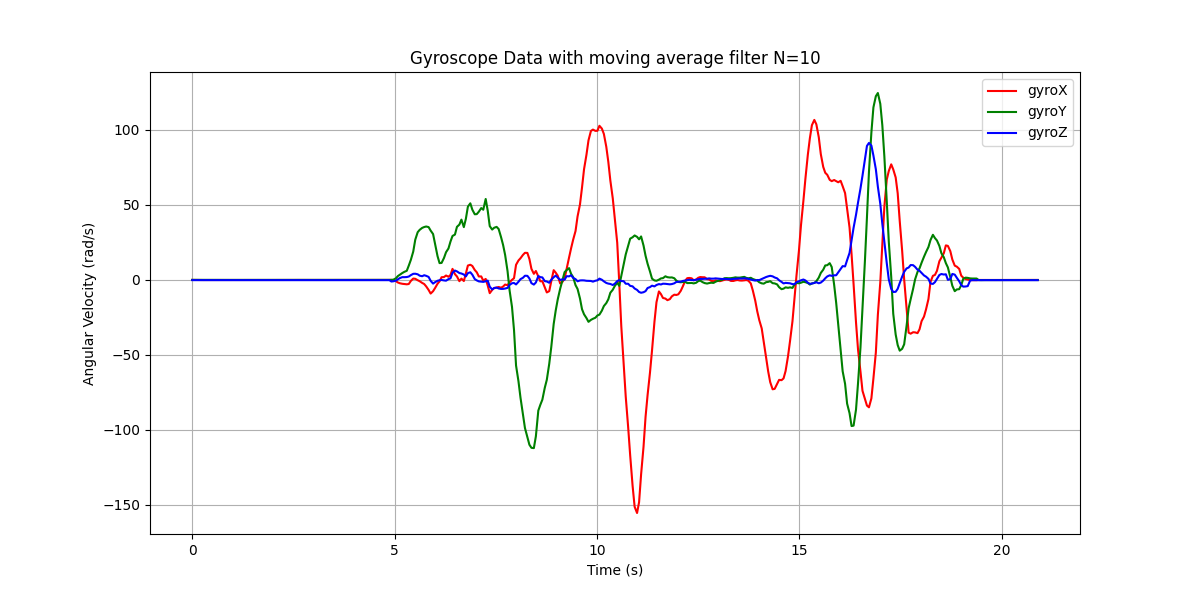 Gyroscope Data with moving average filter N=10
gyroX
gyroY
gyroZ
100
50
0
−50
−100
−150
Angular Velocity (rad/s)
0 5 10 15 20
Time (s)